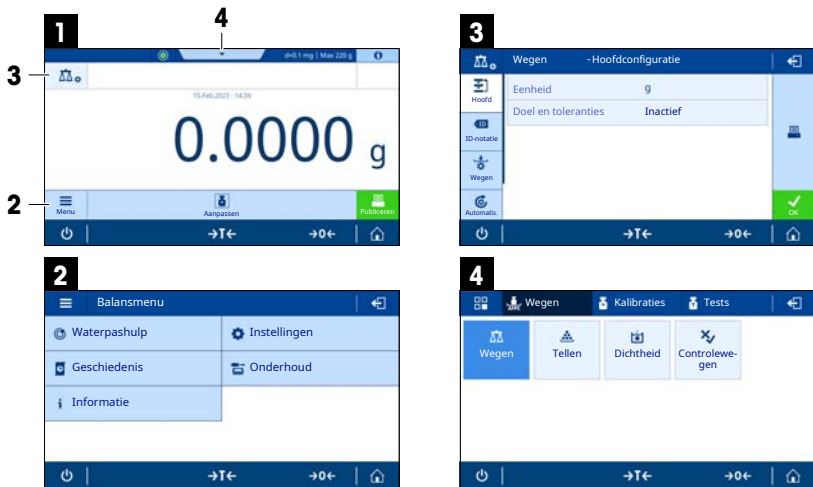 1
4
3
2
d=0.1 mg | Max 220 g
15.Feb.2023 - 14.59
0.0000 g
Menu
Aanpassen
Publiceren
→T←
→0←
3
Wegen - Hoofdconfiguratie
Hoofd
Eenheid g
Doel en toleranties Inactief
ID
ID-notatie
Wegen
Automatis.
OK
→T←
→0←
2
Balansmenu
Waterpashulp
Instellingen
Geschiedenis
Onderhoud
Informatie
→T←
→0←
4
Wegen
Kalibraties
Tests
Wegen
Tellen
Dichtheid
Controlewe-
gen
→T←
→0←